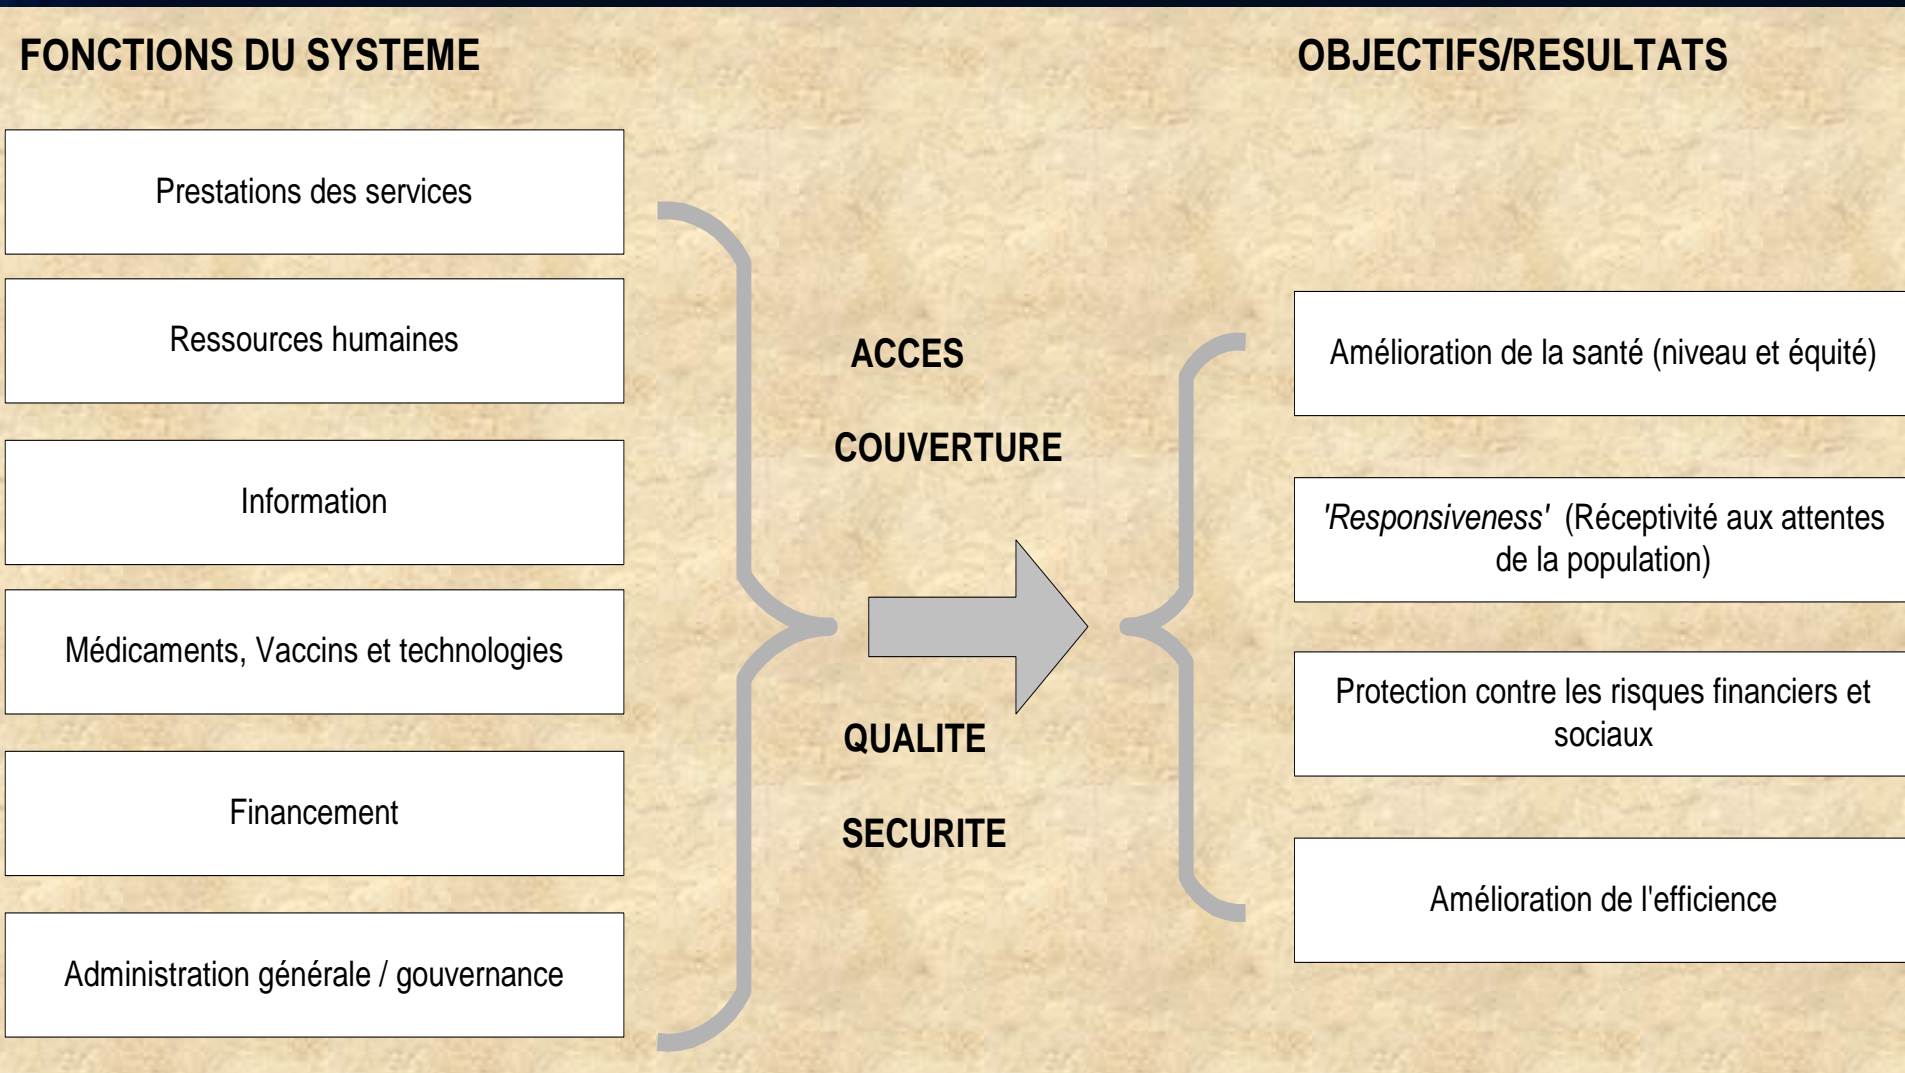 FONCTIONS DU SYSTEME
OBJECTIFS/RESULTATS
Prestations des services
Ressources humaines
Information
Médicaments, Vaccins et technologies
Financement
Administration générale / gouvernance
ACCES
COUVERTURE
QUALITE
SECURITE
Amélioration de la santé (niveau et équité)
'Responsiveness' (Réceptivité aux attentes
de la population)
Protection contre les risques financiers et
sociaux
Amélioration de l'efficience